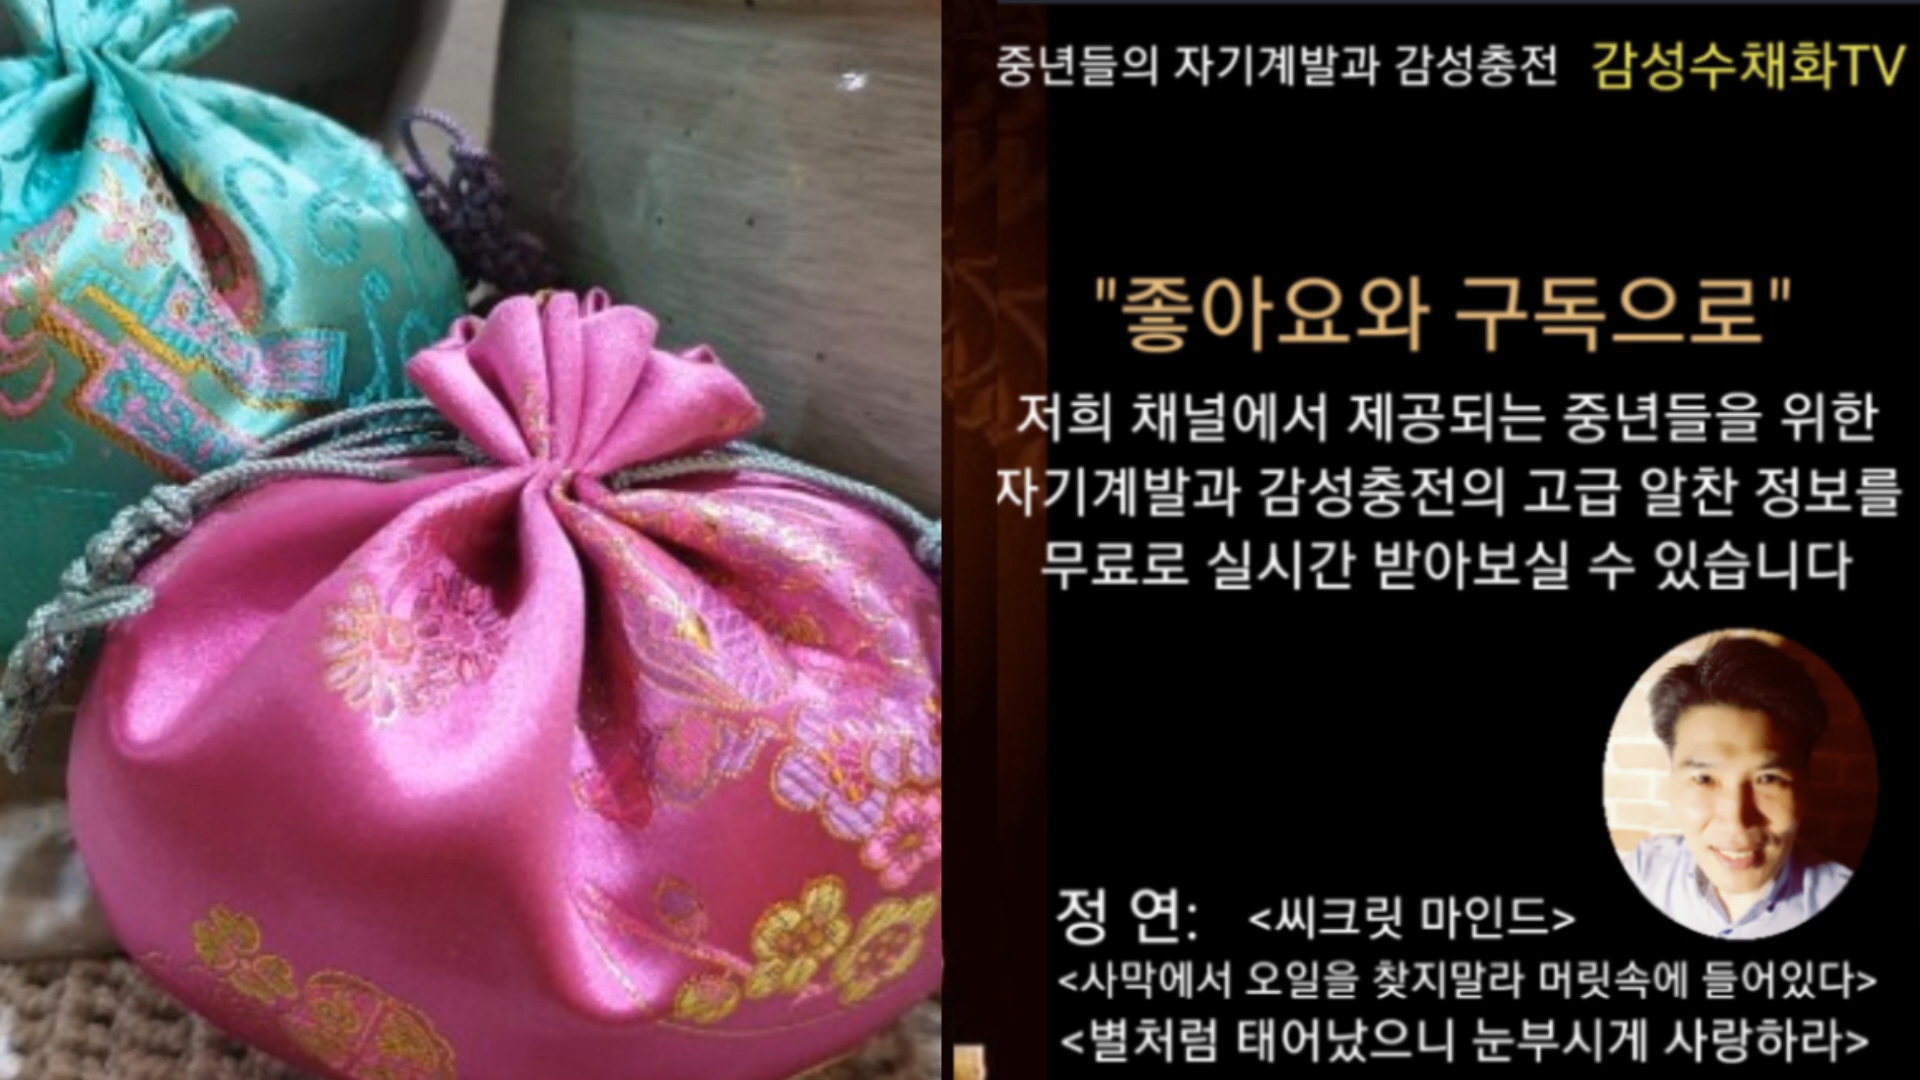 중년들의 자기계발과 감성충전 감성수채화TV
"좋아요와 구독으로"
저희 채널에서 제공되는 중년들을 위한
자기계발과 감성충전의 고급 알찬 정보를
무료로 실시간 받아보실 수 있습니다
정 연: <씨크릿 마인드>
<사막에서 오일을 찾지말라 머릿속에 들어있다>
<별처럼 태어났으니 눈부시게 사랑하라>